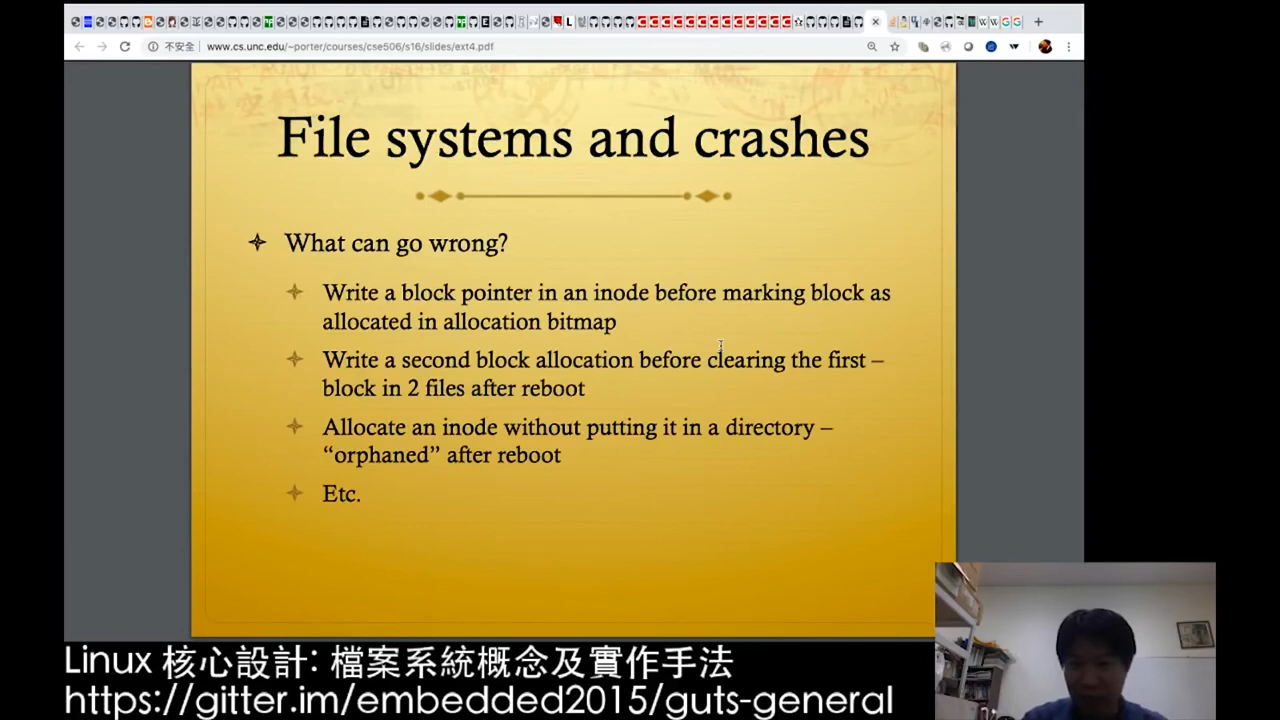 不安全
www.cs.unc.edu/~porter/courses/cse506/s16/slides/ext4.pdf
File systems and crashes
What can go wrong?
Write a block pointer in an inode before marking block as
allocated in allocation bitmap
Write a second block allocation before clearing the first –
block in 2 files after reboot
Allocate an inode without putting it in a directory –
“orphaned” after reboot
Etc.
Linux 核心設計: 檔案系統概念及實作手法
https://gitter.im/embedded2015/guts-general